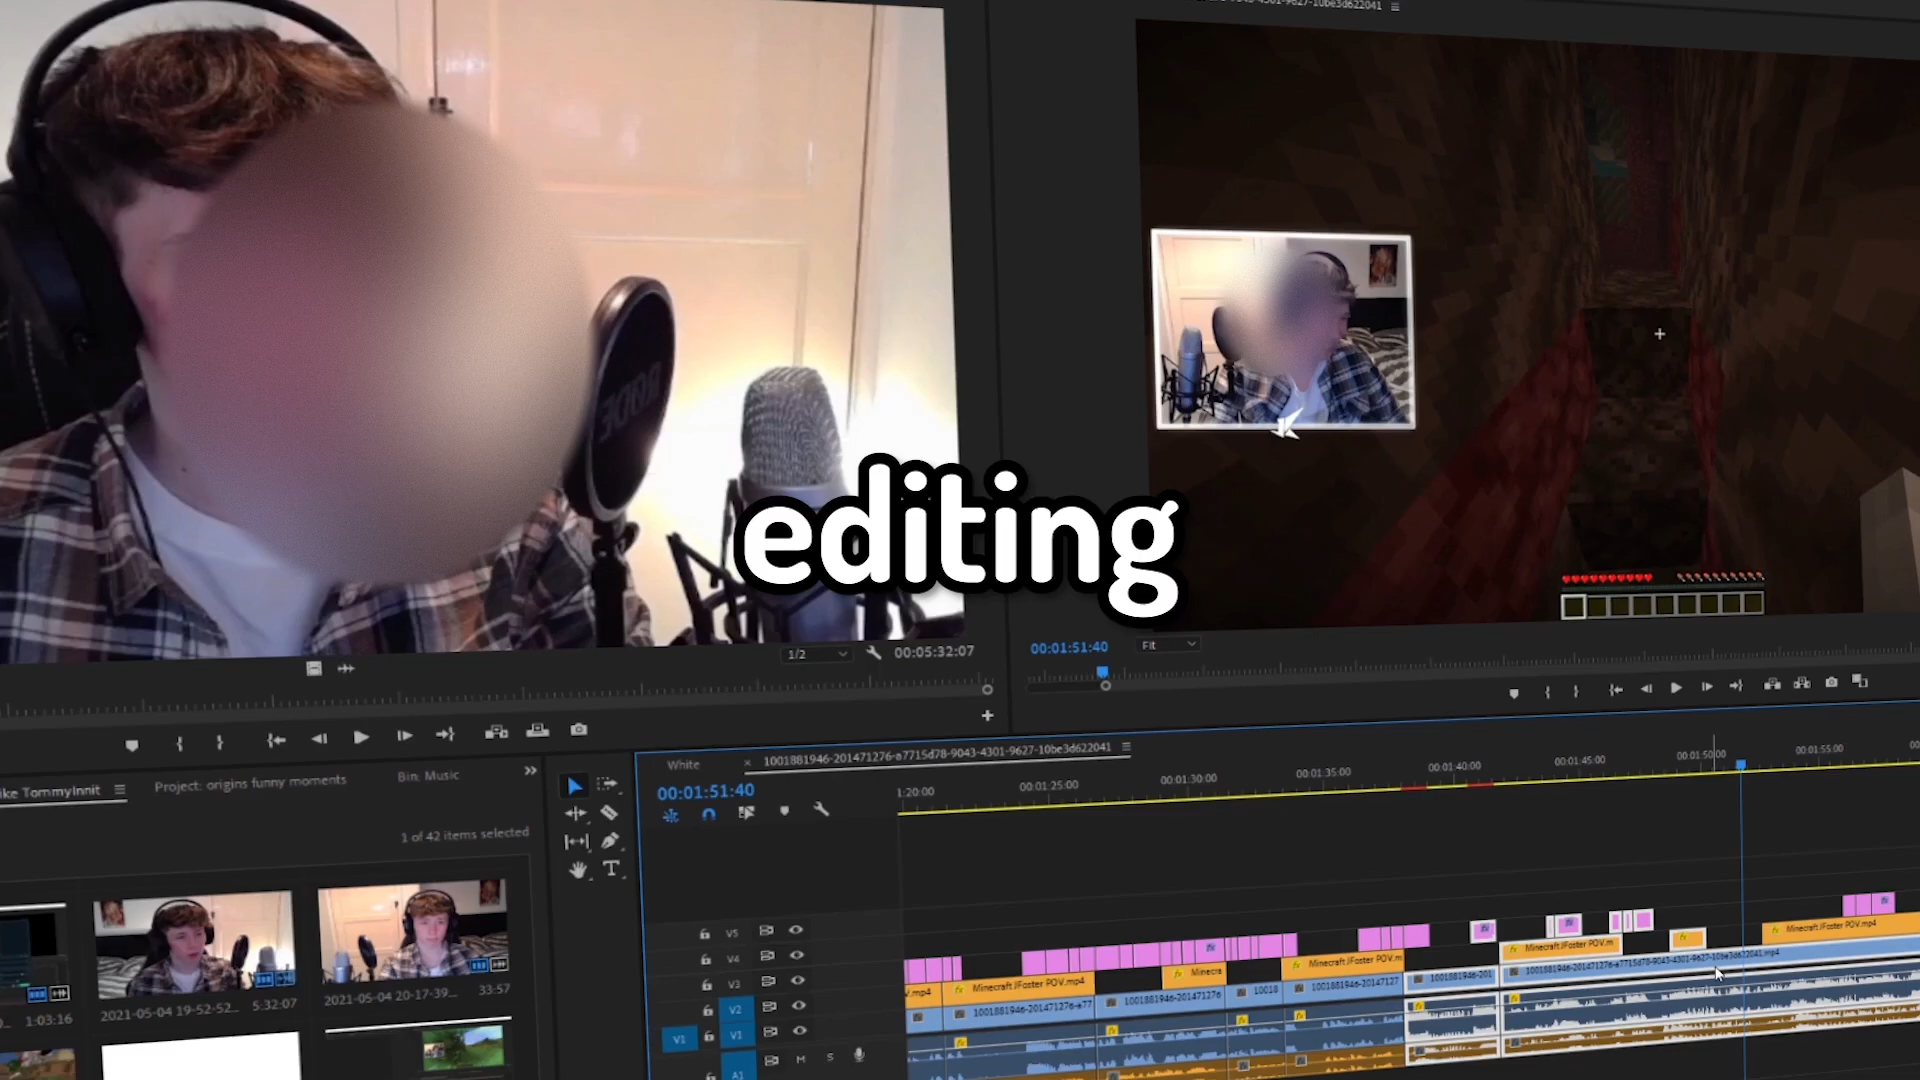 editing
1/2
00:05:32:07
00:01:51:40
Fit
Project: origins funny moments
Bin: Music
1 of 42 items selected
2021-05-04 19-52-52...
5:32:07
2021-05-04 20-17-39...
33:57
1:03:16
White
1001881946-201471276-a7715d78-9043-4301-9627-10be3d622041
00:01:51:40
1:20:00
00:01:25:00
00:01:30:00
00:01:35:00
00:01:40:00
00:01:45:00
00:01:50:00
00:01:55:00
V5
V4
V3
V2
V1
V1
A1
M
S
Minecraft JFoster POV.mp4
Minecra
Minecraft JFoster POV.m
Minecraft JFoster POV.m
Minecraft JFoster POV.mp4
1001881946-201471276-a77
1001881946-201471276
10018
1001881946-20147127
1001881946-201
1001881946-201471276-a7715d78-9043-4301-9627-10be3d622041.mp4